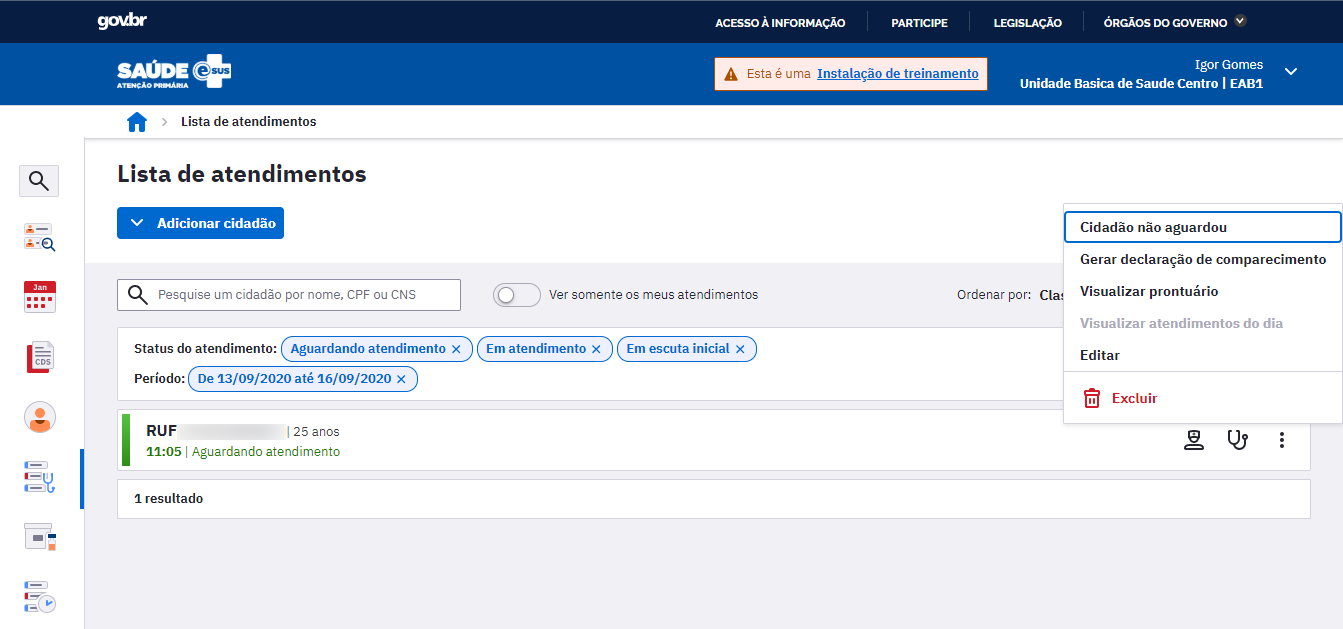 gov.br
ACESSO À INFORMAÇÃO PARTICIPE LEGISLAÇÃO ÓRGÃOS DO GOVERNO
SAÚDE e SUS
ATENÇÃO PRIMÁRIA
Esta é uma Instalação de treinamento
Igor Gomes
Unidade Basica de Saude Centro | EAB1
Lista de atendimentos
Lista de atendimentos
Adicionar cidadão
Cidadão não aguardou
Gerar declaração de comparecimento
Visualizar prontuário
Visualizar atendimentos do dia
Editar
Excluir
Jan
CDS
Pesquise um cidadão por nome, CPF ou CNS
Ver somente os meus atendimentos
Ordenar por: Clas
Status do atendimento: Aguardando atendimento × Em atendimento × Em escuta inicial ×
Período: De 13/09/2020 até 16/09/2020 ×
RUF | 25 anos
11:05 | Aguardando atendimento
1 resultado